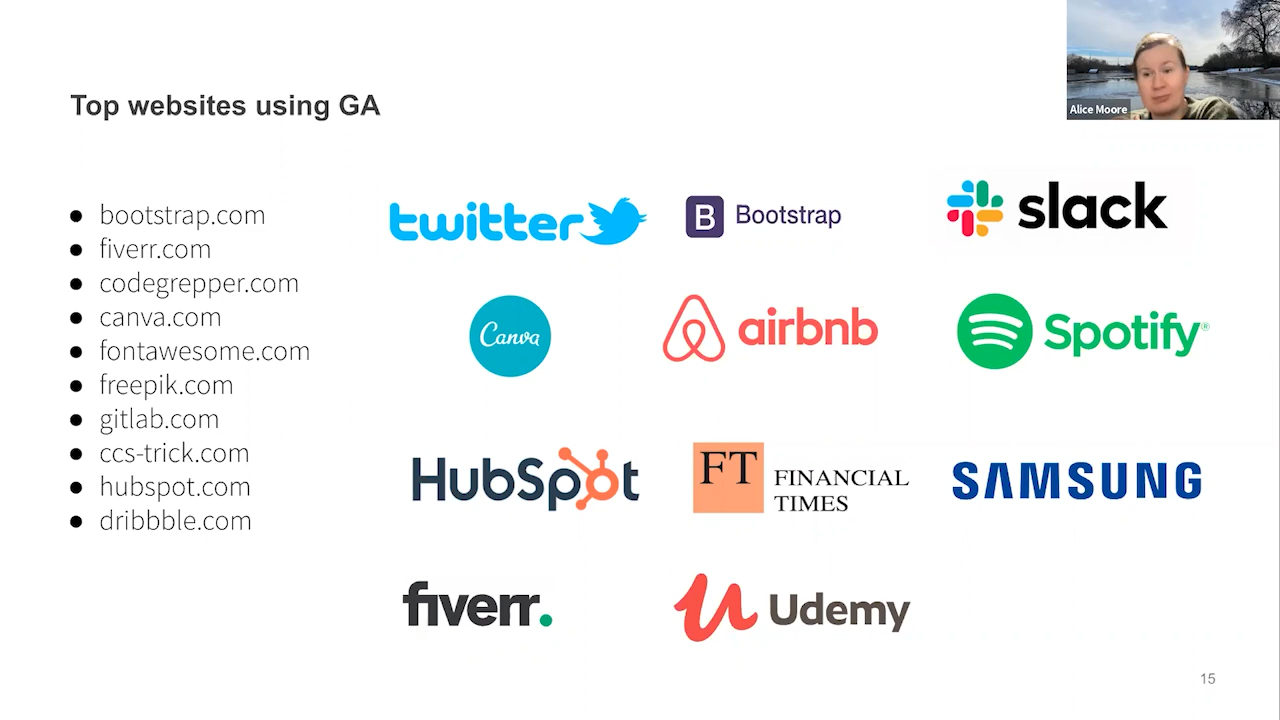 Alice Moore
Top websites using GA
bootstrap.com
fiverr.com
codegrepper.com
canva.com
fontawesome.com
freepik.com
gitlab.com
ccs-trick.com
hubspot.com
dribbble.com
twitter
B Bootstrap
slack
Canva
airbnb
Spotify®
HubSpot
FT FINANCIAL
TIMES
SAMSUNG
fiverr.
Udemy
15